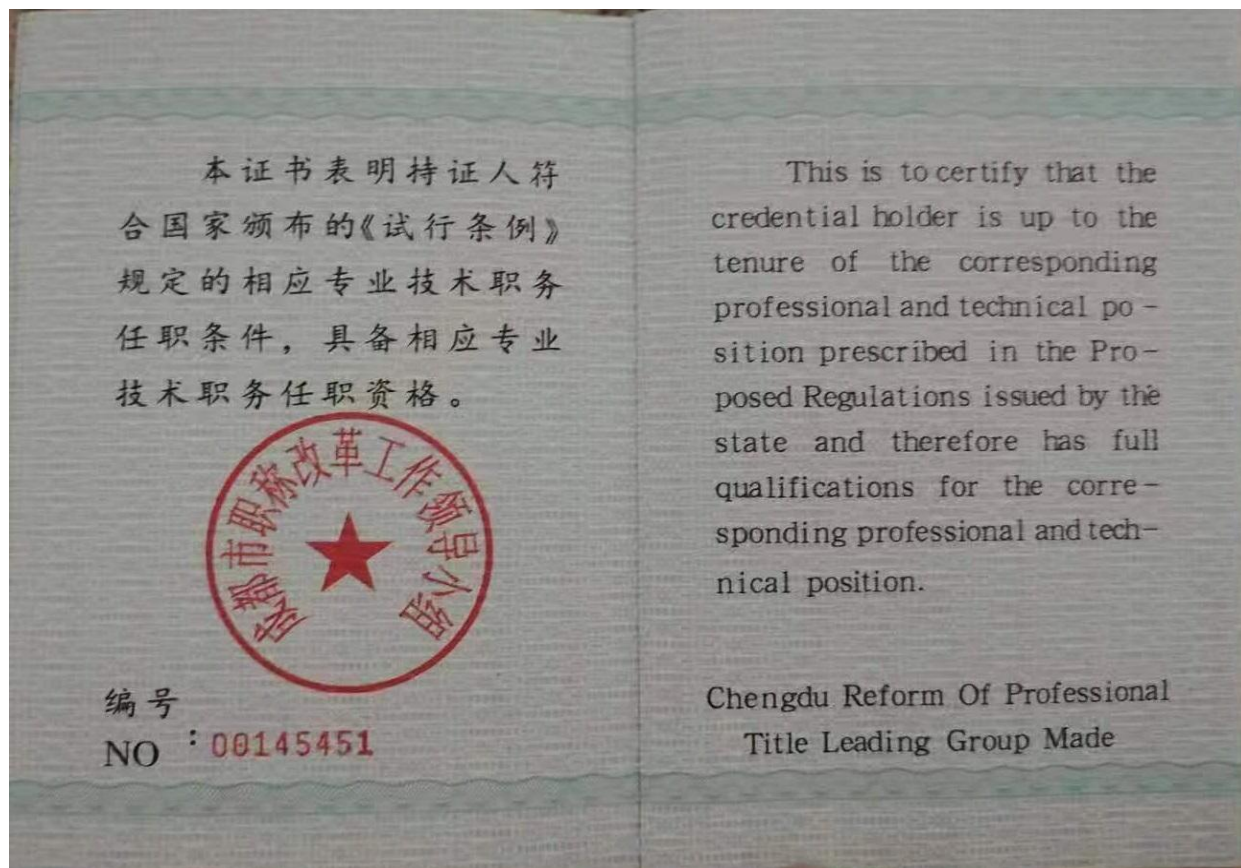 本证书表明持证人符
合国家颁布的《试行条例》
规定的相应专业技术职务
任职条件，具备相应专业
技术职务任职资格。
成都市职称改革工作领导小组
编号
NO：00145451
This is to certify that the
credential holder is up to the
tenure of the corresponding
professional and technical po-
sition prescribed in the Pro-
posed Regulations issued by the
state and therefore has full
qualifications for the corre-
sponding professional and tech-
nical position.
Chengdu Reform Of Professional
Title Leading Group Made